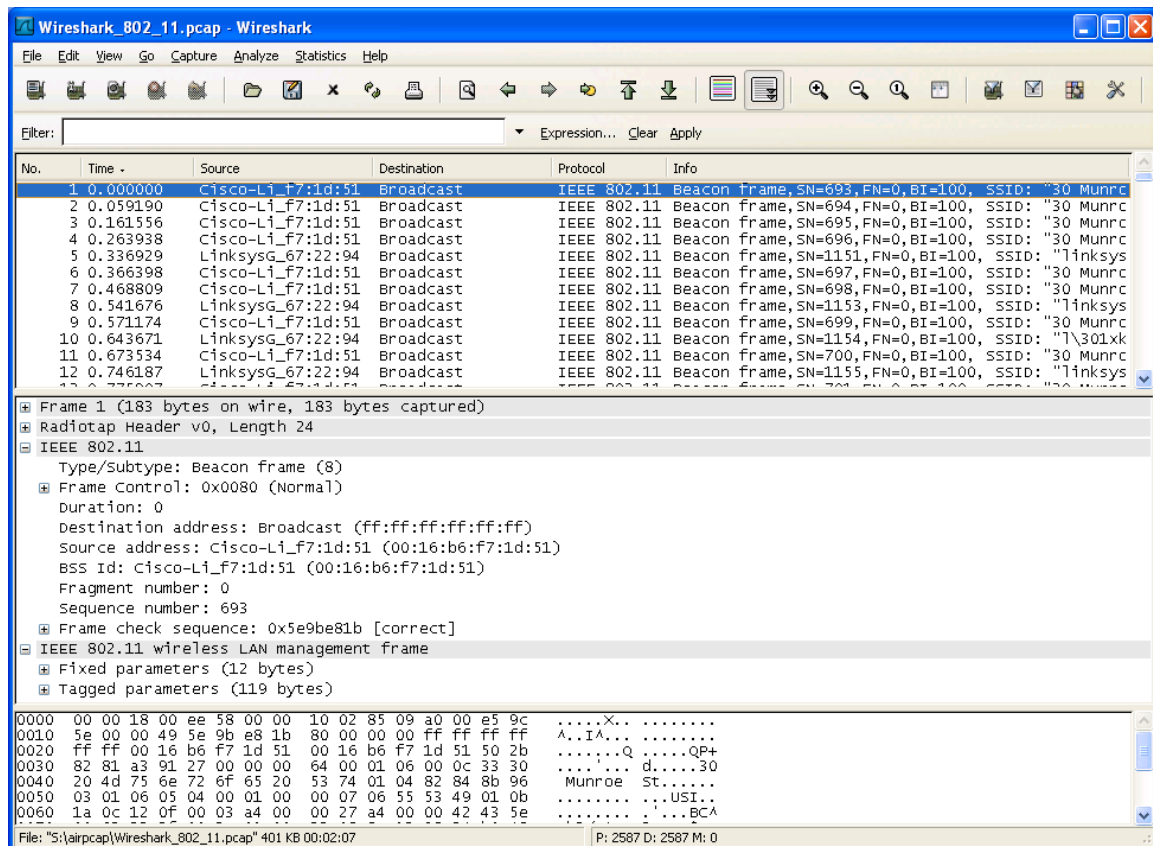 Wireshark_802_11.pcap - Wireshark
File Edit View Go Capture Analyze Statistics Help
Filter: Expression... Clear Apply
No. Time Source Destination Protocol Info
1 0.000000 Cisco-Li_f7:1d:51 Broadcast IEEE 802.11 Beacon frame,SN=693,FN=0,BI=100, SSID: "30 Munrc
2 0.059190 Cisco-Li_f7:1d:51 Broadcast IEEE 802.11 Beacon frame,SN=694,FN=0,BI=100, SSID: "30 Munrc
3 0.161556 Cisco-Li_f7:1d:51 Broadcast IEEE 802.11 Beacon frame,SN=695,FN=0,BI=100, SSID: "30 Munrc
4 0.263938 Cisco-Li_f7:1d:51 Broadcast IEEE 802.11 Beacon frame,SN=696,FN=0,BI=100, SSID: "30 Munrc
5 0.336929 LinksysG_67:22:94 Broadcast IEEE 802.11 Beacon frame,SN=1151,FN=0,BI=100, SSID: "linksys
6 0.366398 Cisco-Li_f7:1d:51 Broadcast IEEE 802.11 Beacon frame,SN=697,FN=0,BI=100, SSID: "30 Munrc
7 0.468809 Cisco-Li_f7:1d:51 Broadcast IEEE 802.11 Beacon frame,SN=698,FN=0,BI=100, SSID: "30 Munrc
8 0.541676 LinksysG_67:22:94 Broadcast IEEE 802.11 Beacon frame,SN=1153,FN=0,BI=100, SSID: "linksys
9 0.571174 Cisco-Li_f7:1d:51 Broadcast IEEE 802.11 Beacon frame,SN=699,FN=0,BI=100, SSID: "30 Munrc
10 0.643671 LinksysG_67:22:94 Broadcast IEEE 802.11 Beacon frame,SN=1154,FN=0,BI=100, SSID: "l\301xk
11 0.673534 Cisco-Li_f7:1d:51 Broadcast IEEE 802.11 Beacon frame,SN=700,FN=0,BI=100, SSID: "30 Munrc
12 0.746187 LinksysG_67:22:94 Broadcast IEEE 802.11 Beacon frame,SN=1155,FN=0,BI=100, SSID: "linksys
Frame 1 (183 bytes on wire, 183 bytes captured)
Radiotap Header v0, Length 24
IEEE 802.11
Type/Subtype: Beacon frame (8)
Frame Control: 0x0080 (Normal)
Duration: 0
Destination address: Broadcast (ff:ff:ff:ff:ff:ff)
Source address: Cisco-Li_f7:1d:51 (00:16:b6:f7:1d:51)
BSS Id: Cisco-Li_f7:1d:51 (00:16:b6:f7:1d:51)
Fragment number: 0
Sequence number: 693
Frame check sequence: 0x5e9be81b [correct]
IEEE 802.11 wireless LAN management frame
Fixed parameters (12 bytes)
Tagged parameters (119 bytes)
0000 00 00 18 00 ee 58 00 00 10 02 85 09 a0 00 e5 9c .....X.. ........
0010 5e 00 00 49 5e 9b e8 1b 80 00 00 00 ff ff ff ff ^..I^... ........
0020 ff ff 00 16 b6 f7 1d 51 00 16 b6 f7 1d 51 50 2b .......Q .....QP+
0030 82 81 a3 91 27 00 00 00 64 00 01 06 00 0c 33 30 ....'... d.....30
0040 20 4d 75 6e 72 6f 65 20 53 74 01 04 82 84 8b 96 Munroe St......
0050 03 01 06 05 04 00 01 00 00 07 06 55 53 49 01 0b ........ ...USI..
0060 1a 0c 12 0f 00 03 a4 00 00 27 a4 00 00 42 43 5e ........ .'...BC^
File: "S:\airpcap\Wireshark_802_11.pcap" 401 KB 00:02:07 P: 2587 D: 2587 M: 0